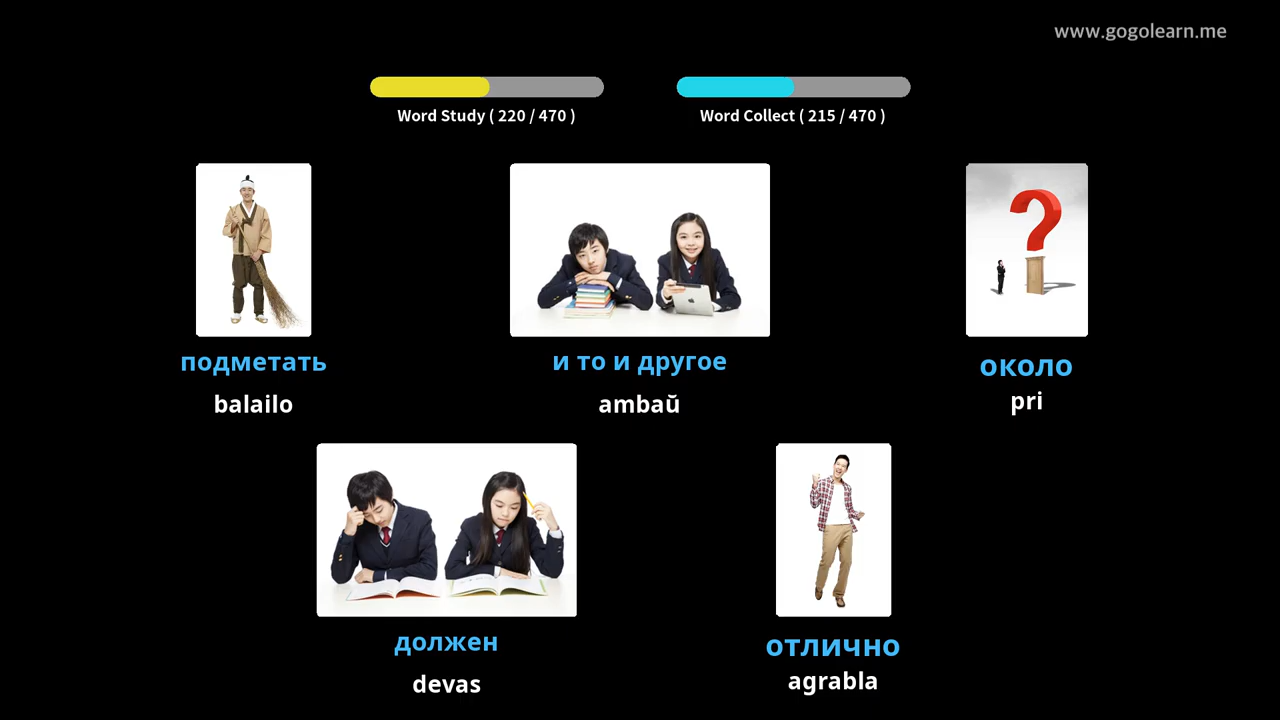 www.gogolearn.me
Word Study ( 220 / 470 )
Word Collect ( 215 / 470 )
подметать
balailo
и то и другое
ambaŭ
около
pri
должен
devas
отлично
agrabla